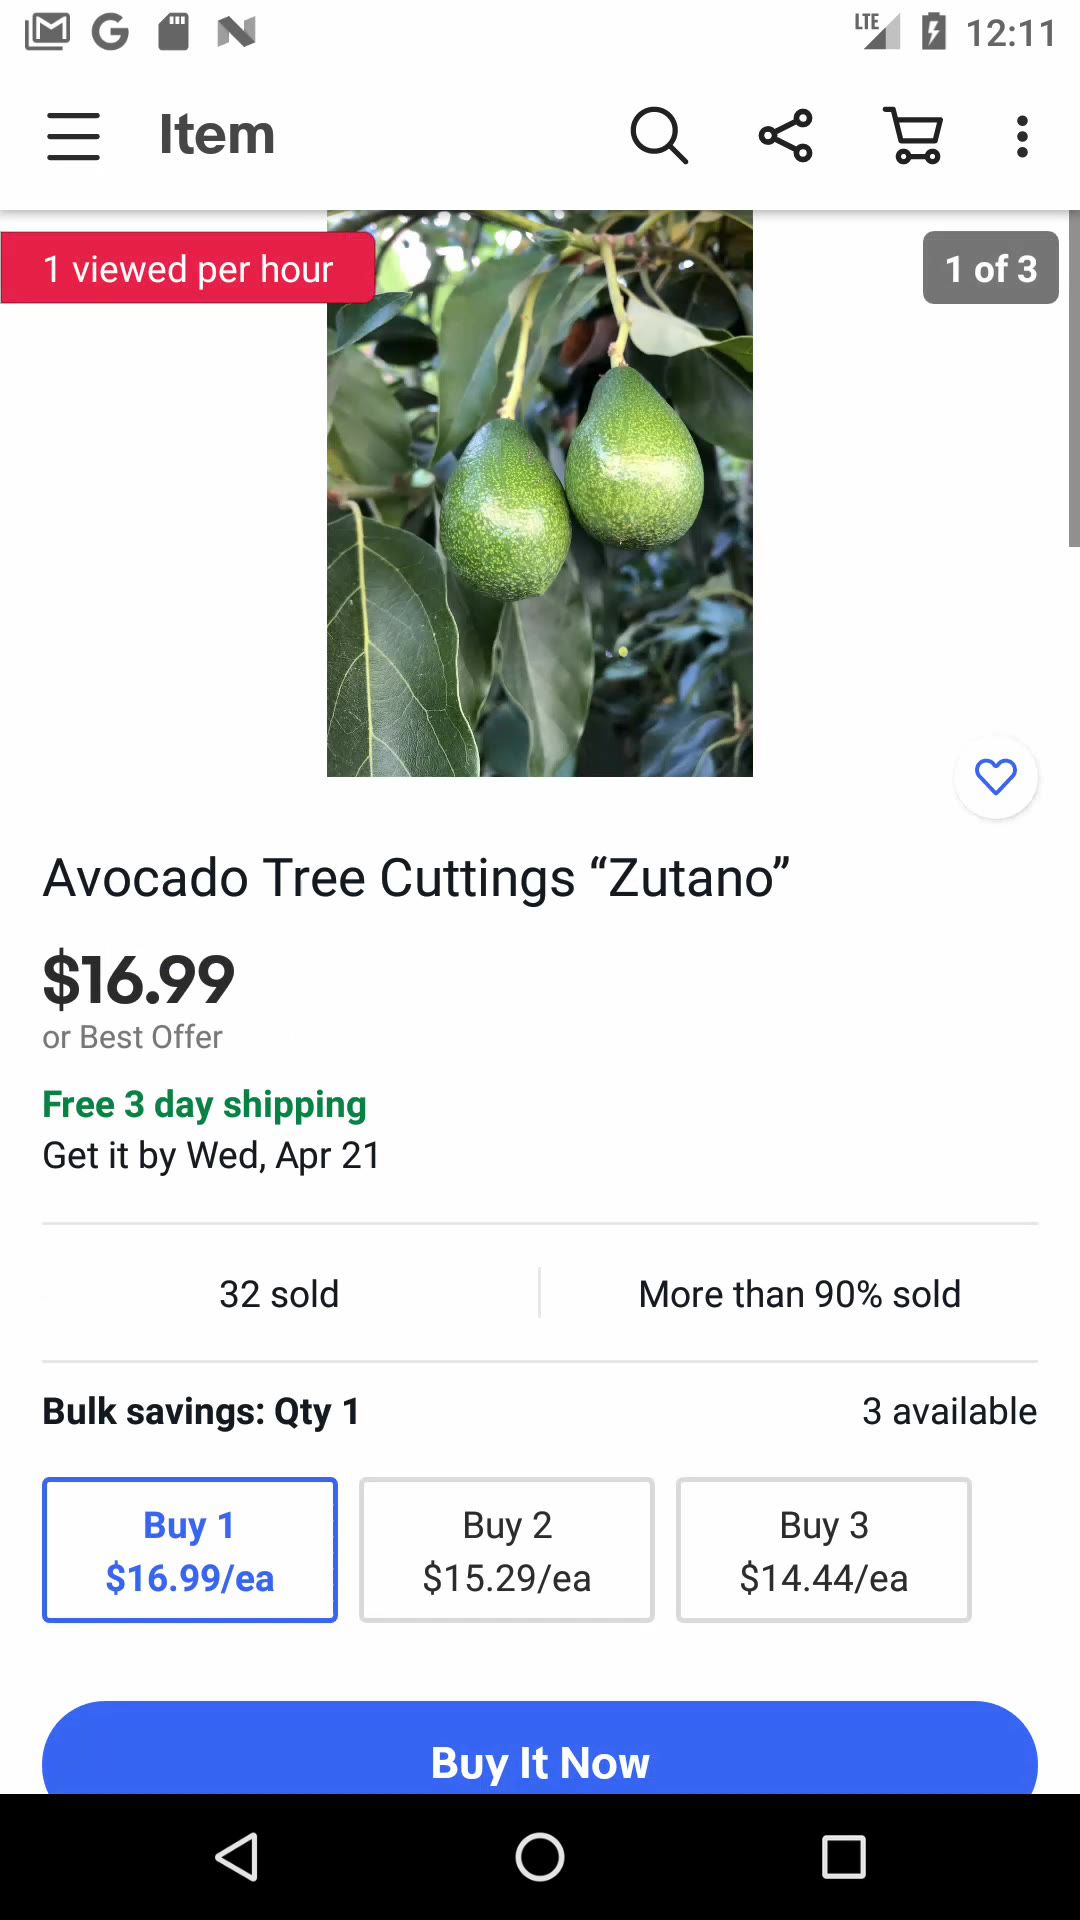 LTE 12:11
Item
1 viewed per hour
1 of 3
Avocado Tree Cuttings “Zutano”
$16.99
or Best Offer
Free 3 day shipping
Get it by Wed, Apr 21
32 sold
More than 90% sold
Bulk savings: Qty 1
3 available
Buy 1
$16.99/ea
Buy 2
$15.29/ea
Buy 3
$14.44/ea
Buy It Now